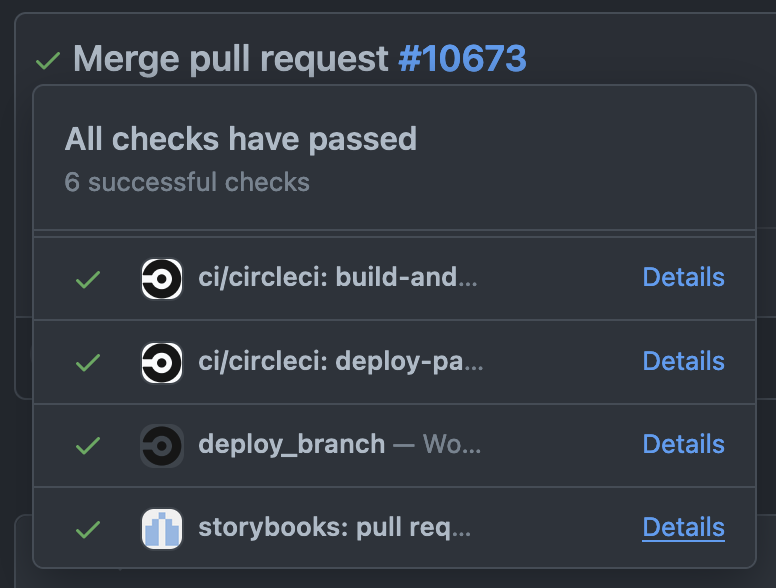 Merge pull request #10673
All checks have passed
6 successful checks
ci/circleci: build-and... Details
ci/circleci: deploy-pa... Details
deploy_branch — Wo... Details
storybooks: pull req... Details